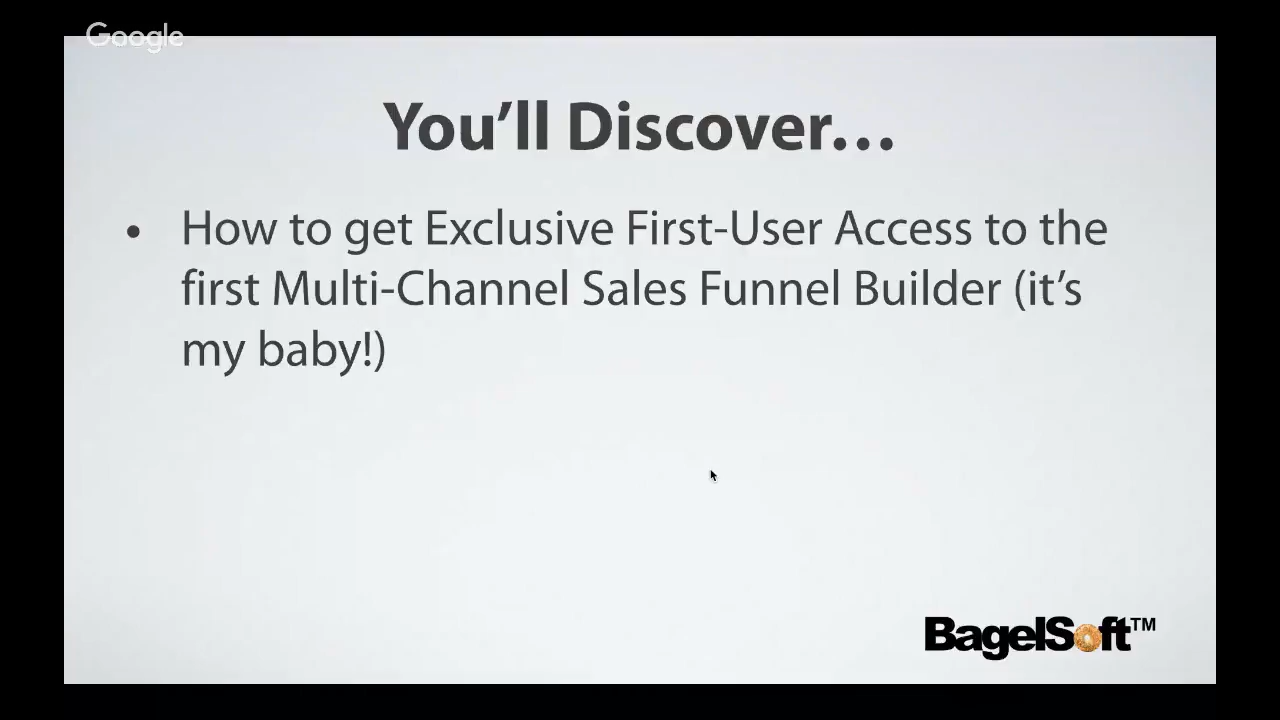 Google
You’ll Discover…
• How to get Exclusive First-User Access to the
first Multi-Channel Sales Funnel Builder (it’s
my baby!)
BagelSoft™